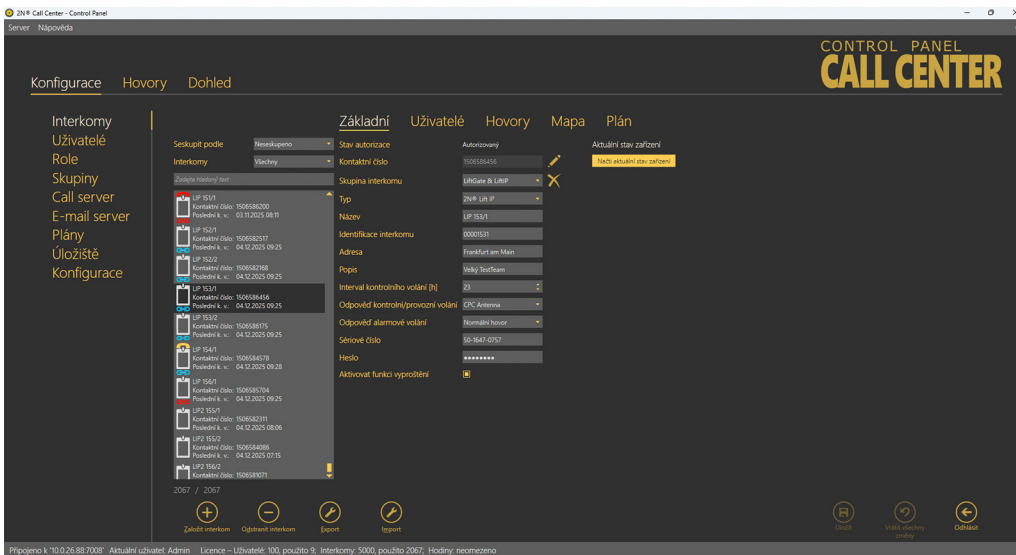 2N® Call Center - Control Panel
Server Nápověda
CONTROL PANEL
CALL CENTER
Konfigurace Hovory Dohled
Interkomy
Uživatelé
Role
Skupiny
Call server
E-mail server
Plány
Úložiště
Konfigurace
Seskupit podle Neseskupeno
Interkomy Všechny
Zadejte hledaný text
LIP 151/1
Kontaktní číslo: 1506586200
Poslední k. v.: 03.11.2025 08:11
LIP 152/1
Kontaktní číslo: 1506582517
Poslední k. v.: 04.12.2025 09:25
LIP 152/2
Kontaktní číslo: 1506582168
Poslední k. v.: 04.12.2025 09:25
LIP 153/1
Kontaktní číslo: 1506586456
Poslední k. v.: 04.12.2025 09:25
LIP 153/2
Kontaktní číslo: 1506586175
Poslední k. v.: 04.12.2025 09:25
LIP 154/1
Kontaktní číslo: 1506584578
Poslední k. v.: 04.12.2025 09:28
LIP 156/1
Kontaktní číslo: 1506585704
Poslední k. v.: 04.12.2025 09:25
LIP2 155/1
Kontaktní číslo: 1506582311
Poslední k. v.: 04.12.2025 08:06
LIP2 155/2
Kontaktní číslo: 1506584086
Poslední k. v.: 04.12.2025 07:15
LIP2 156/2
Kontaktní číslo: 1506581071
2067 / 2067
Založit interkom Odstranit interkom Export Import
Základní Uživatelé Hovory Mapa Plán
Stav autorizace Autorizovaný
Kontaktní číslo 1506586456
Skupina interkomu LiftGate & LiftIP
Typ 2N® Lift IP
Název LIP 153/1
Identifikace interkomu 00001531
Adresa Frankfurt am Main
Popis Velký TestTeam
Interval kontrolního volání [h] 23
Odpověď kontrolní/provozní volání CPC Antenna
Odpověď alarmové volání Normální hovor
Sériové číslo 50-1647-0757
Heslo ●●●●●●●●
Aktivovat funkci vyproštění
Aktuální stav zařízení
Načti aktuální stav zařízení
Uložit Vrátit všechny změny Odhlásit
Připojeno k '10.0.26.88:7008' Aktuální uživatel: Admin Licence – Uživatelé: 100, použito 9; Interkomy: 5000, použito 2067; Hodiny: neomezeno